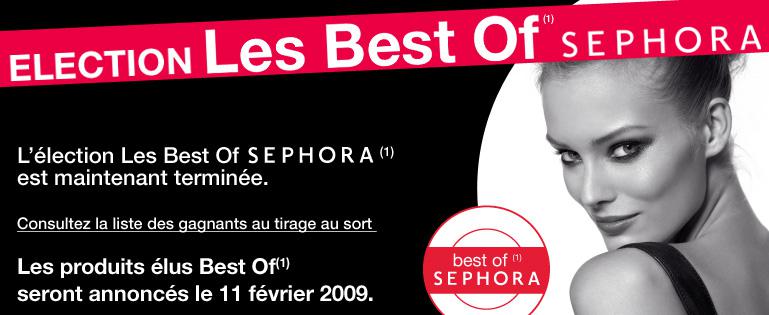 ELECTION Les Best Of (1) SEPHORA
L'élection Les Best Of SEPHORA (1)
est maintenant terminée.
Consultez la liste des gagnants au tirage au sort
Les produits élus Best Of(1)
seront annoncés le 11 février 2009.
best of (1)
SEPHORA